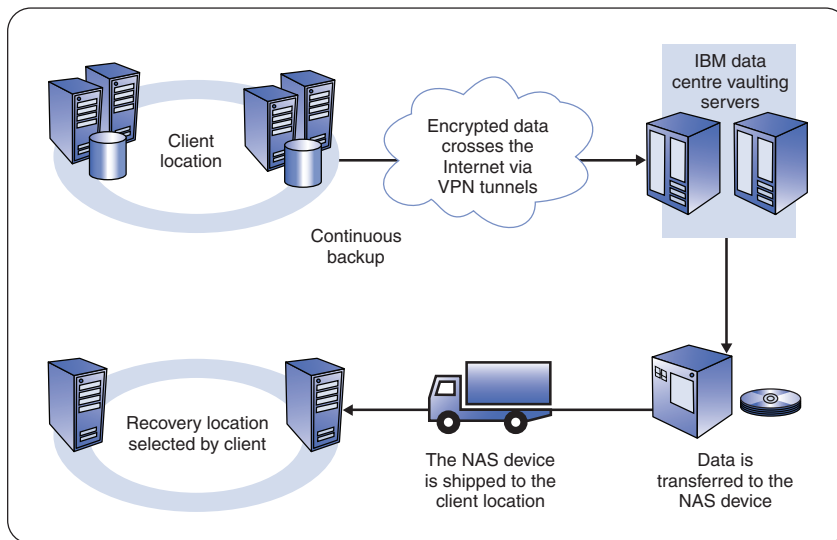 Client
location
Encrypted data
crosses the
Internet via
VPN tunnels
IBM data
centre vaulting
servers
Continuous
backup
Recovery location
selected by client
The NAS device
is shipped to the
client location
Data is
transferred to the
NAS device